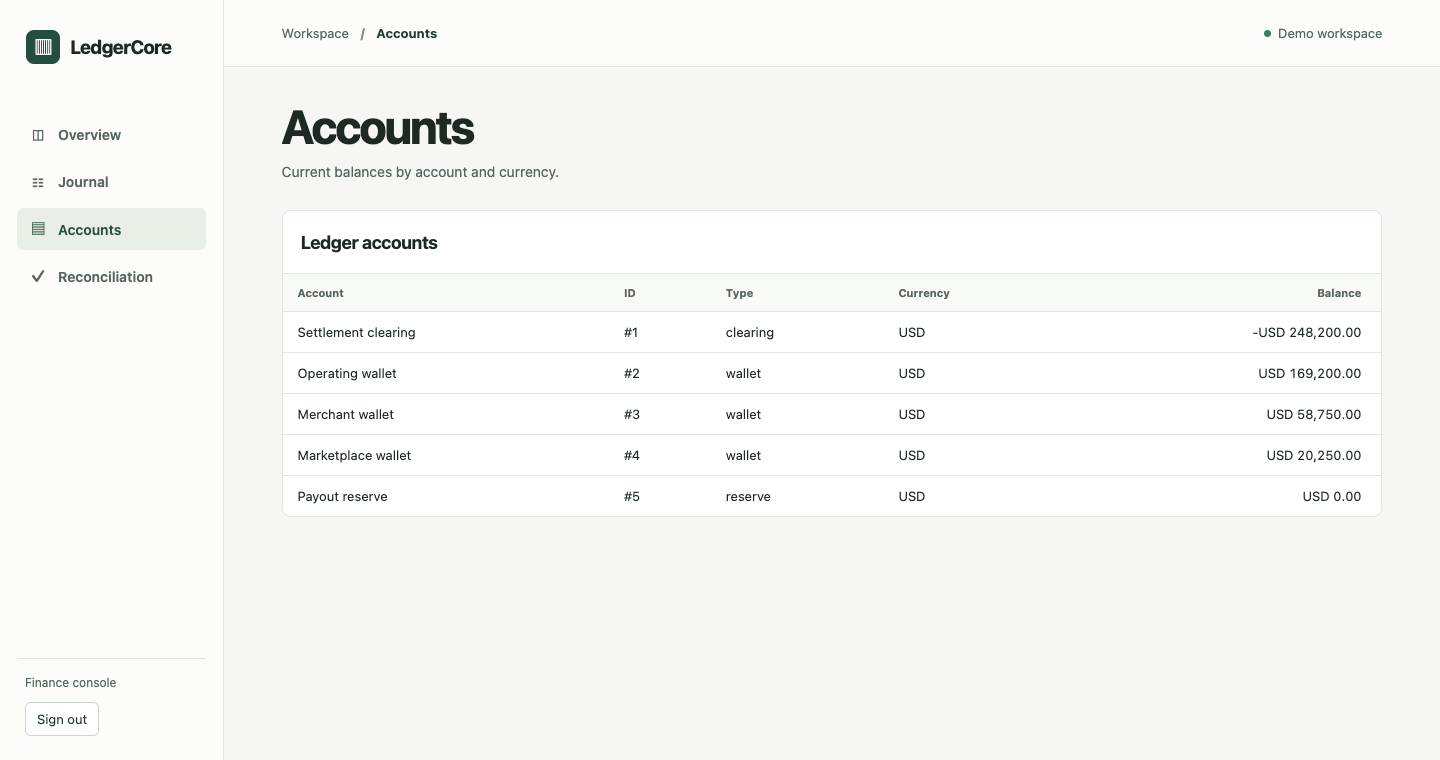 LedgerCore
Workspace / Accounts
Demo workspace
Overview
Journal
Accounts
Reconciliation
Accounts
Current balances by account and currency.
Ledger accounts
Account ID Type Currency Balance
Settlement clearing #1 clearing USD -USD 248,200.00
Operating wallet #2 wallet USD USD 169,200.00
Merchant wallet #3 wallet USD USD 58,750.00
Marketplace wallet #4 wallet USD USD 20,250.00
Payout reserve #5 reserve USD USD 0.00
Finance console
Sign out